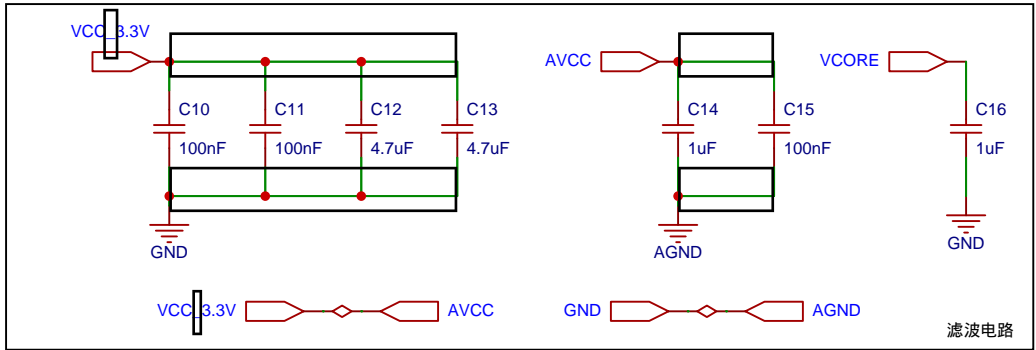 VCC_3.3V
AVCC
VCORE
C10
C11
C12
C13
C14
C15
C16
100nF
100nF
4.7uF
4.7uF
1uF
100nF
1uF
GND
AGND
GND
VCC_3.3V
AVCC
GND
AGND
滤波电路